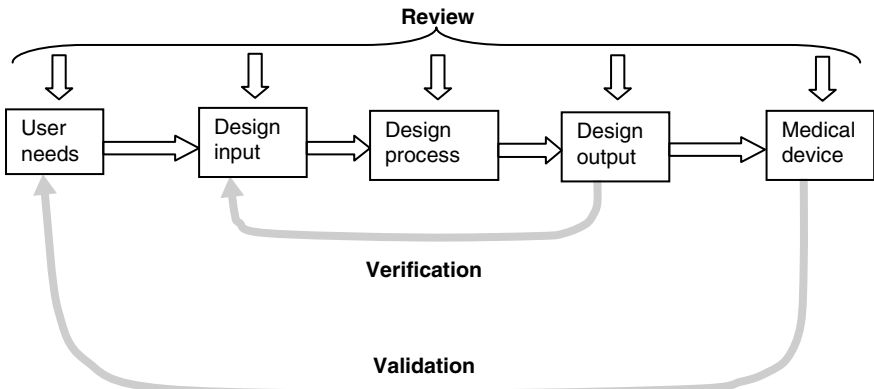 Review
User
needs
Design
input
Design
process
Design
output
Medical
device
Verification
Validation